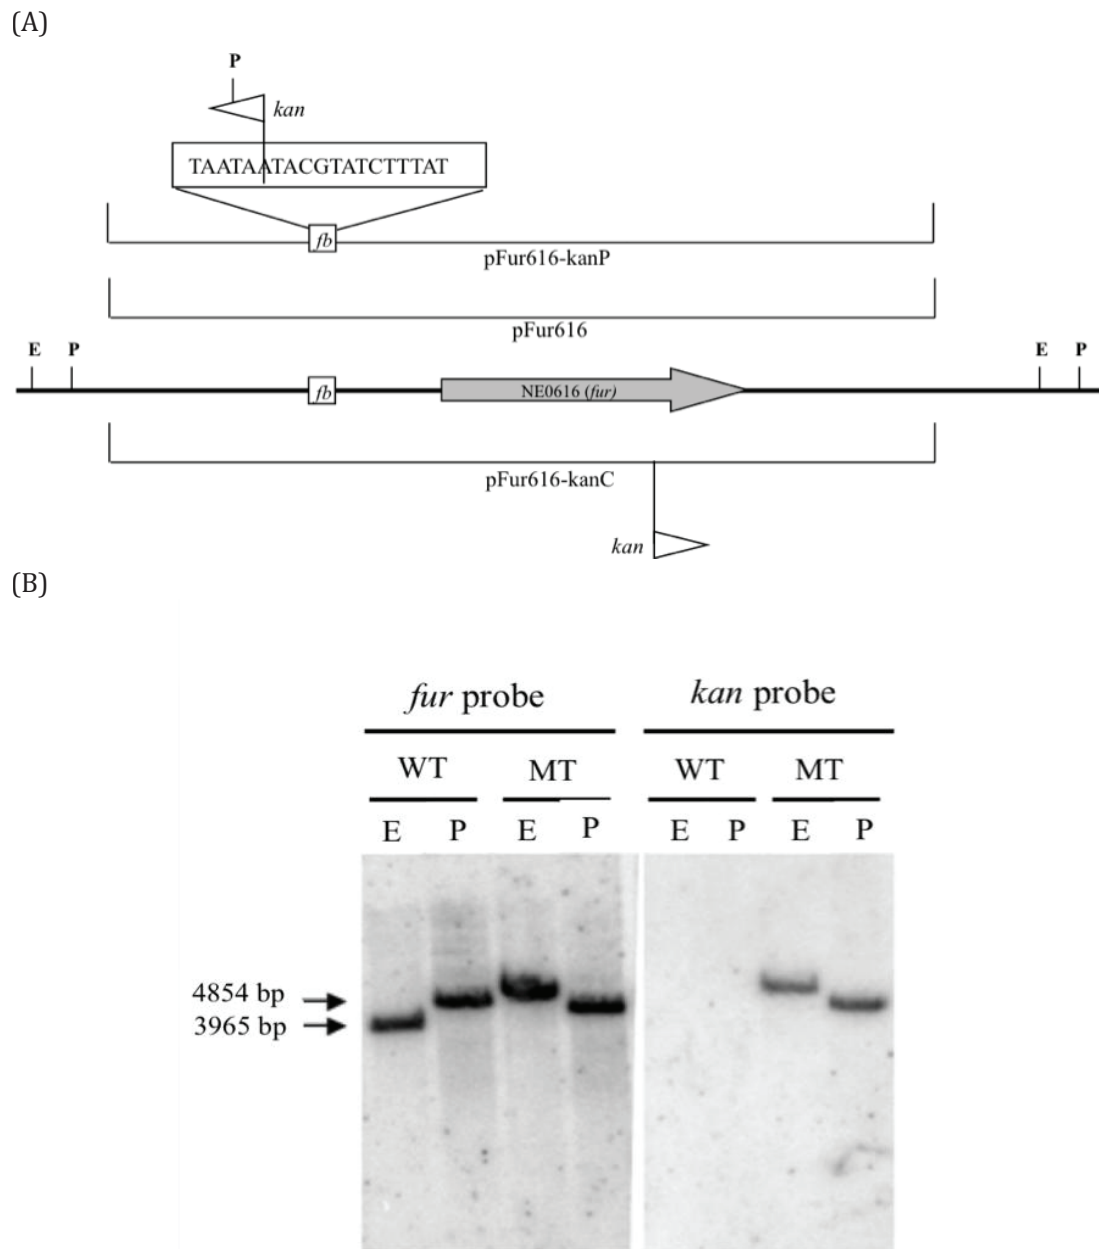 (A)
P
kan
TAATAATACGTATCTTTAT
fb
pFur616-kanP
pFur616
E P E P
fb NE0616 (fur)
pFur616-kanC
kan
(B)
fur probe kan probe
WT MT WT MT
E P E P E P E P
4854 bp
3965 bp